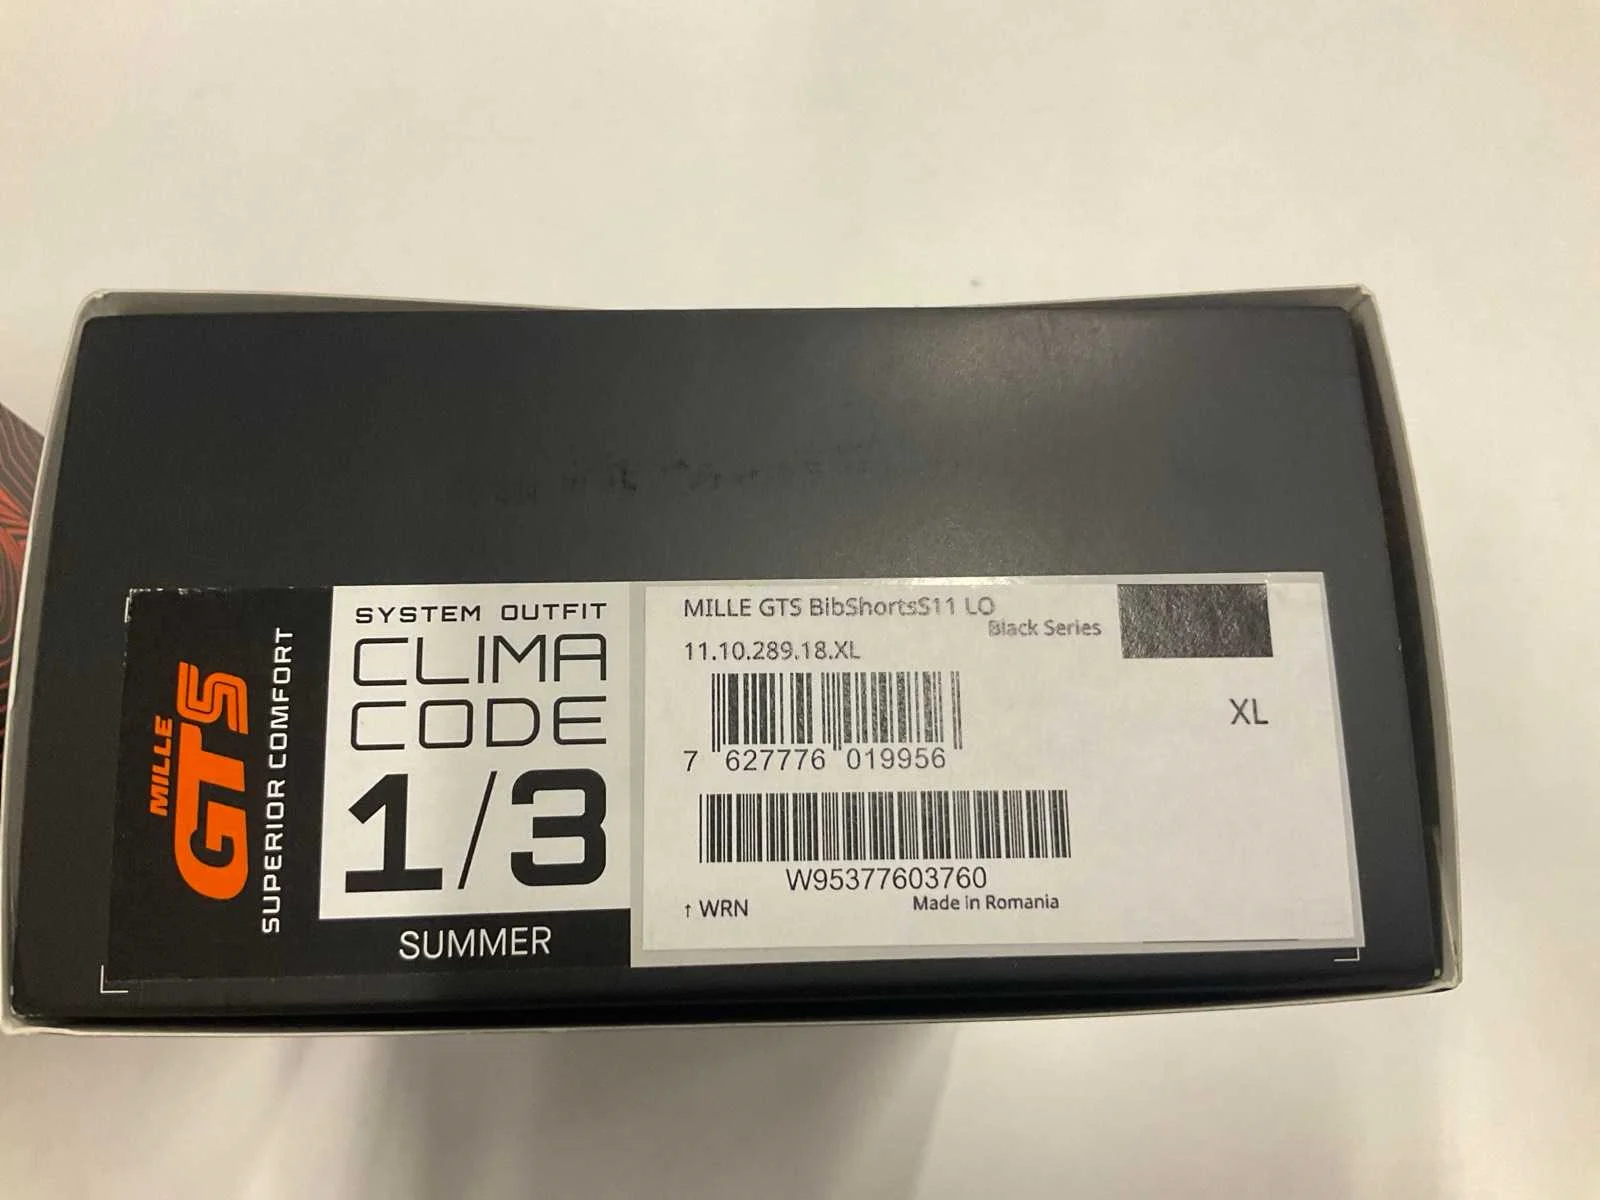 MILLE
GTS
SUPERIOR COMFORT
SYSTEM OUTFIT
CLIMA
CODE
1/3
SUMMER
MILLE GTS BibShortsS11 LO
Black Series
11.10.289.18.XL
XL
7 627776 019956
W95377603760
↑ WRN
Made in Romania